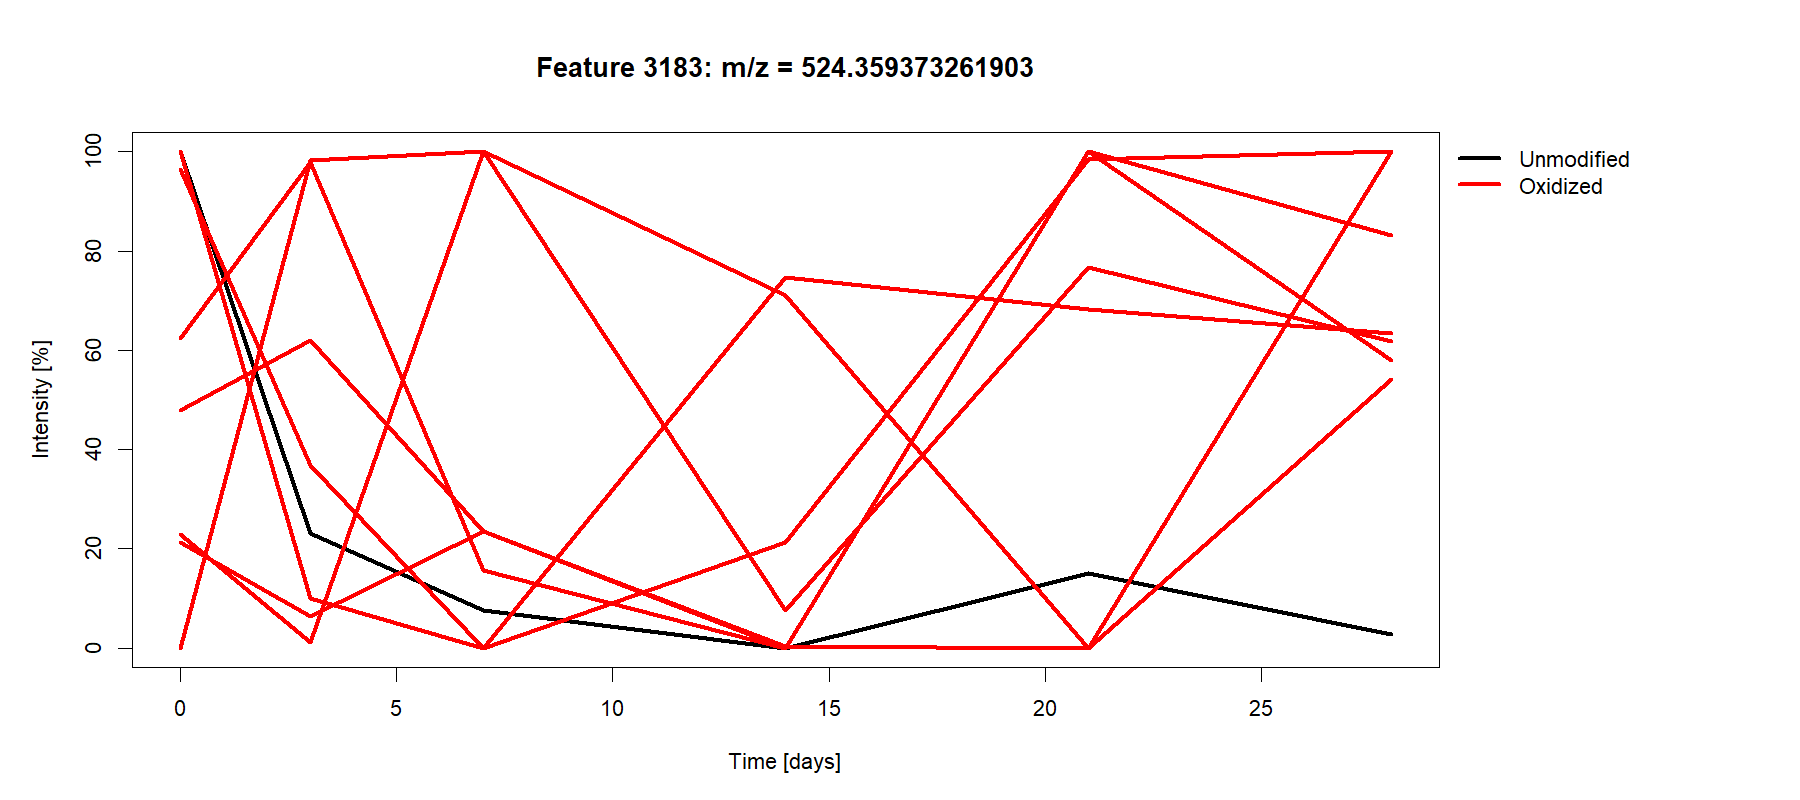 Feature 3183: m/z = 524.359373261903
Unmodified
Oxidized
Intensity [%]
100
80
60
40
20
0
0 5 10 15 20 25
Time [days]